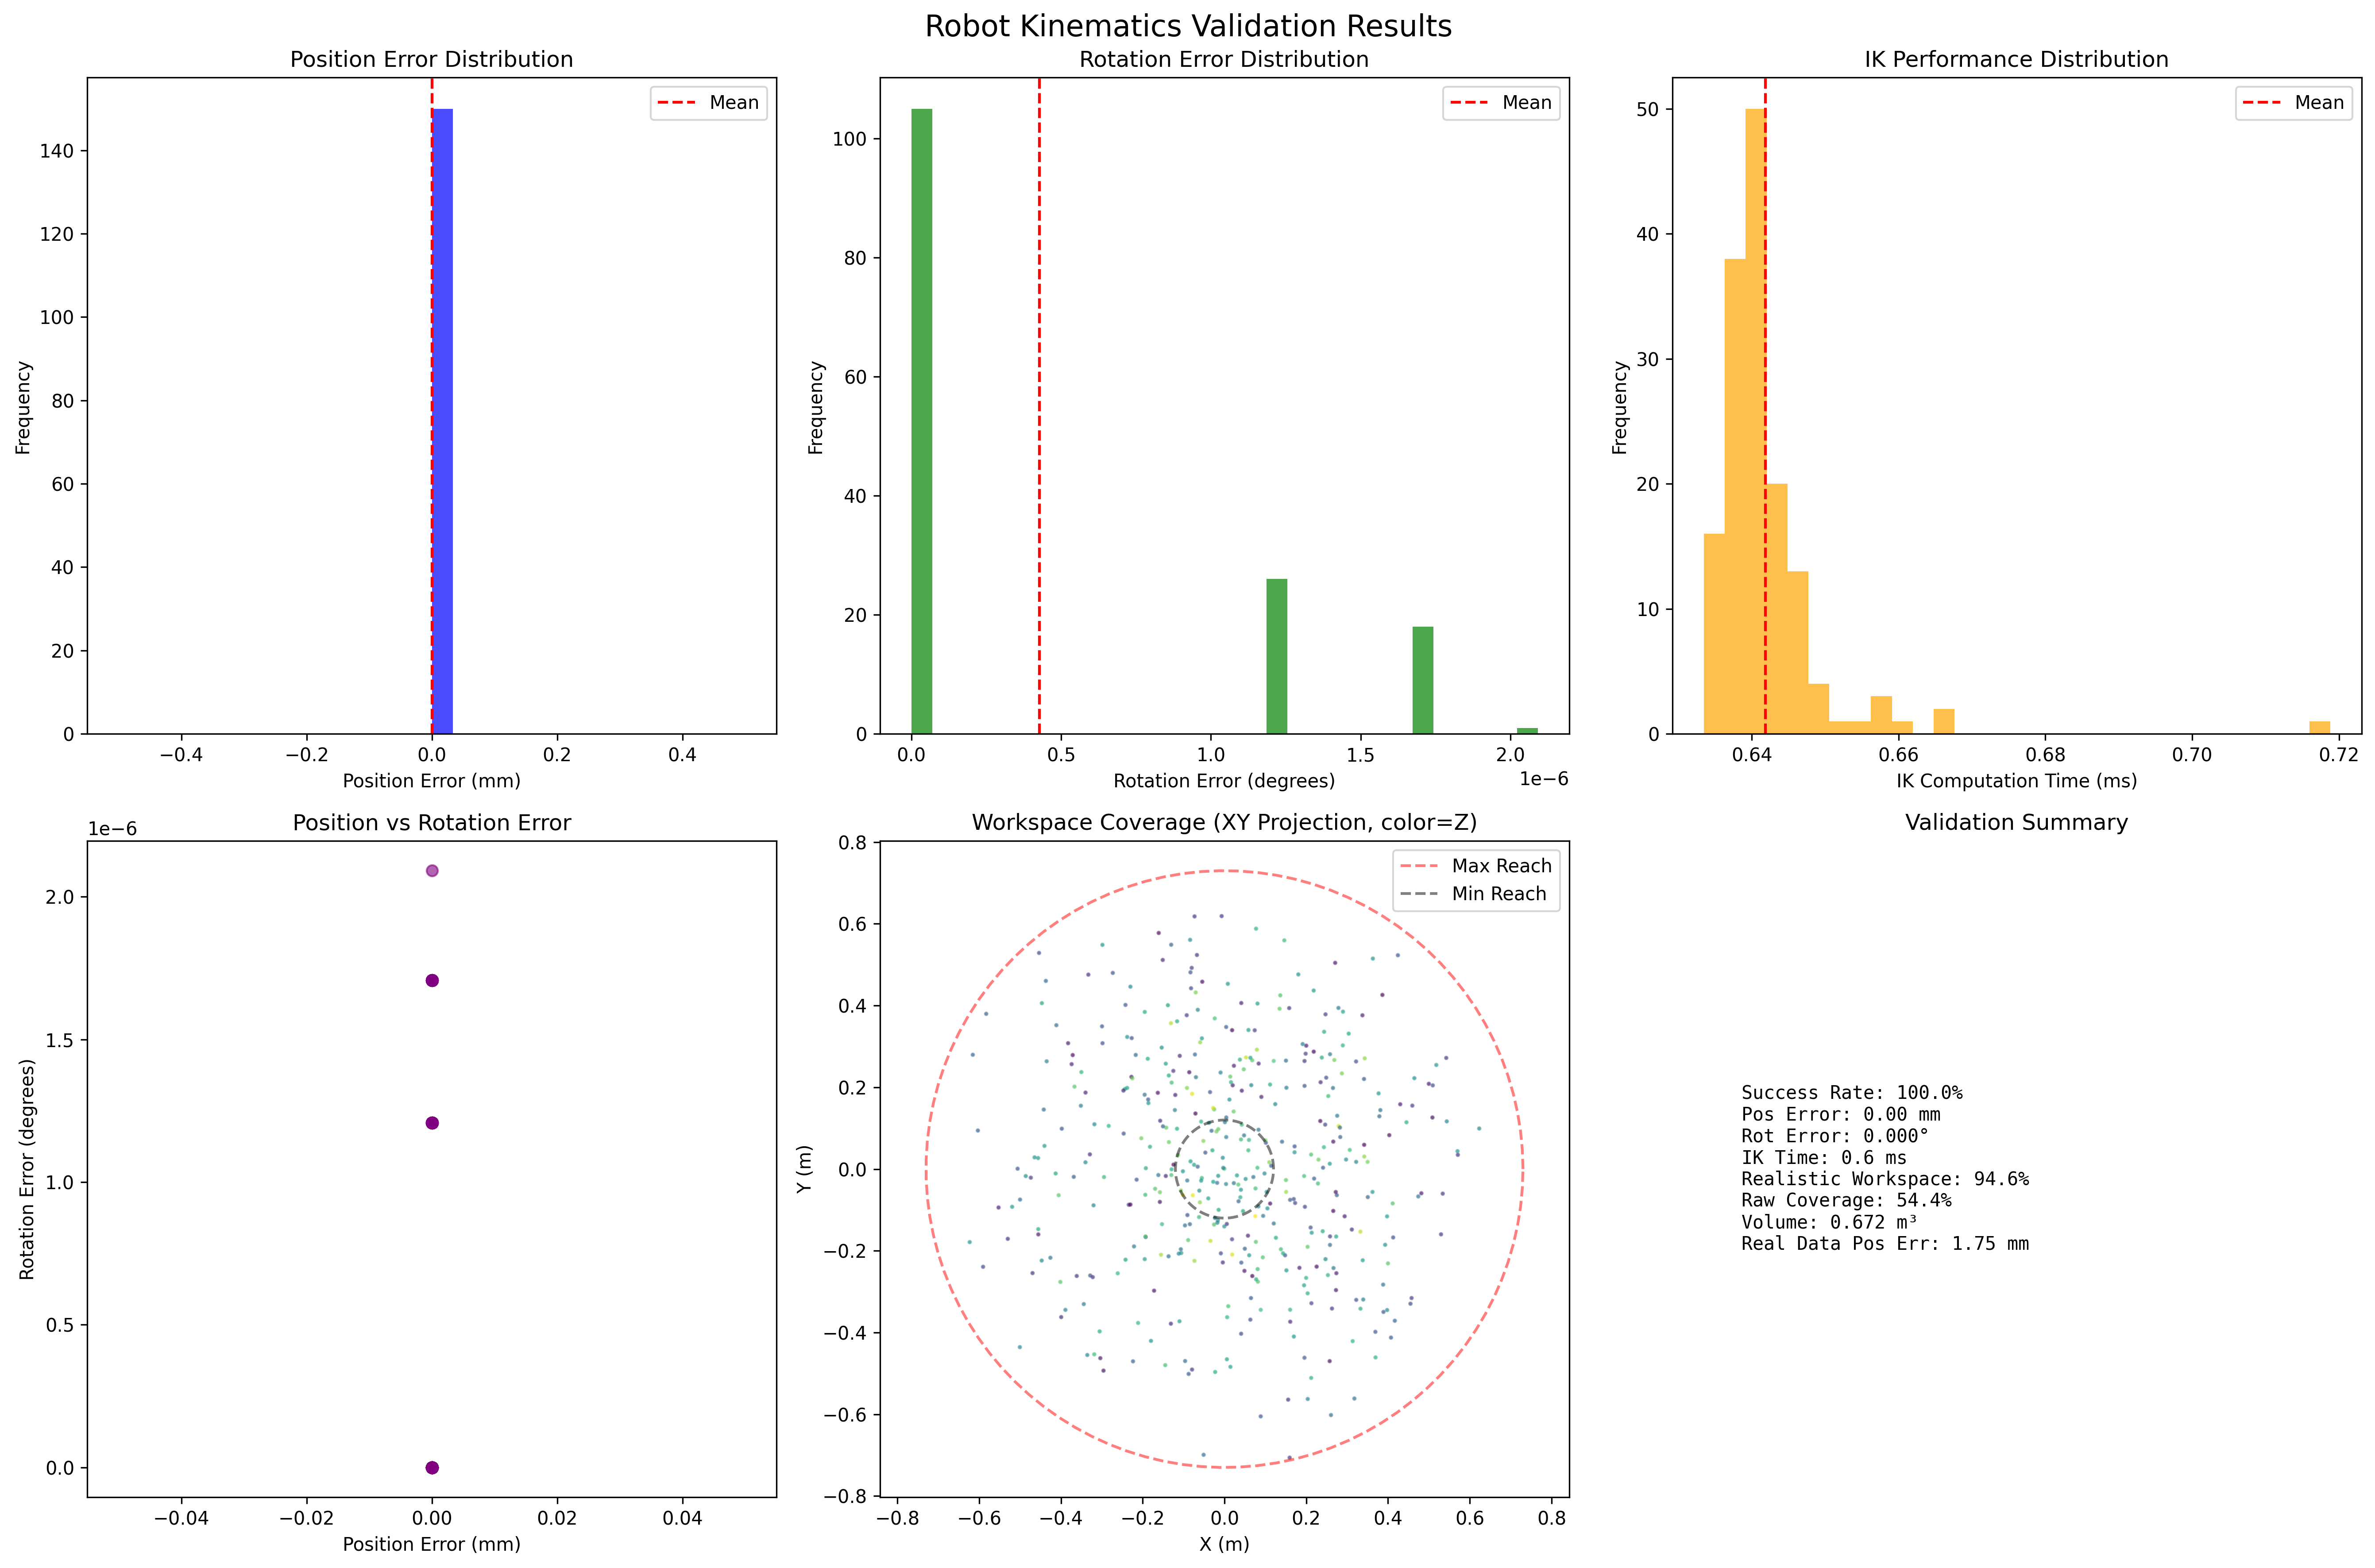 Robot Kinematics Validation Results
Position Error Distribution
Mean
Frequency
0
20
40
60
80
100
120
140
−0.4
−0.2
0.0
0.2
0.4
Position Error (mm)
Rotation Error Distribution
Mean
Frequency
0
20
40
60
80
100
0.0
0.5
1.0
1.5
2.0
1e−6
Rotation Error (degrees)
IK Performance Distribution
Mean
Frequency
0
10
20
30
40
50
0.64
0.66
0.68
0.70
0.72
IK Computation Time (ms)
Position vs Rotation Error
1e−6
Rotation Error (degrees)
2.0
1.5
1.0
0.5
0.0
−0.04
−0.02
0.00
0.02
0.04
Position Error (mm)
Workspace Coverage (XY Projection, color=Z)
Max Reach
Min Reach
Y (m)
0.8
0.6
0.4
0.2
0.0
−0.2
−0.4
−0.6
−0.8
−0.8
−0.6
−0.4
−0.2
0.0
0.2
0.4
0.6
0.8
X (m)
Validation Summary
Success Rate: 100.0%
Pos Error: 0.00 mm
Rot Error: 0.000°
IK Time: 0.6 ms
Realistic Workspace: 94.6%
Raw Coverage: 54.4%
Volume: 0.672 m³
Real Data Pos Err: 1.75 mm